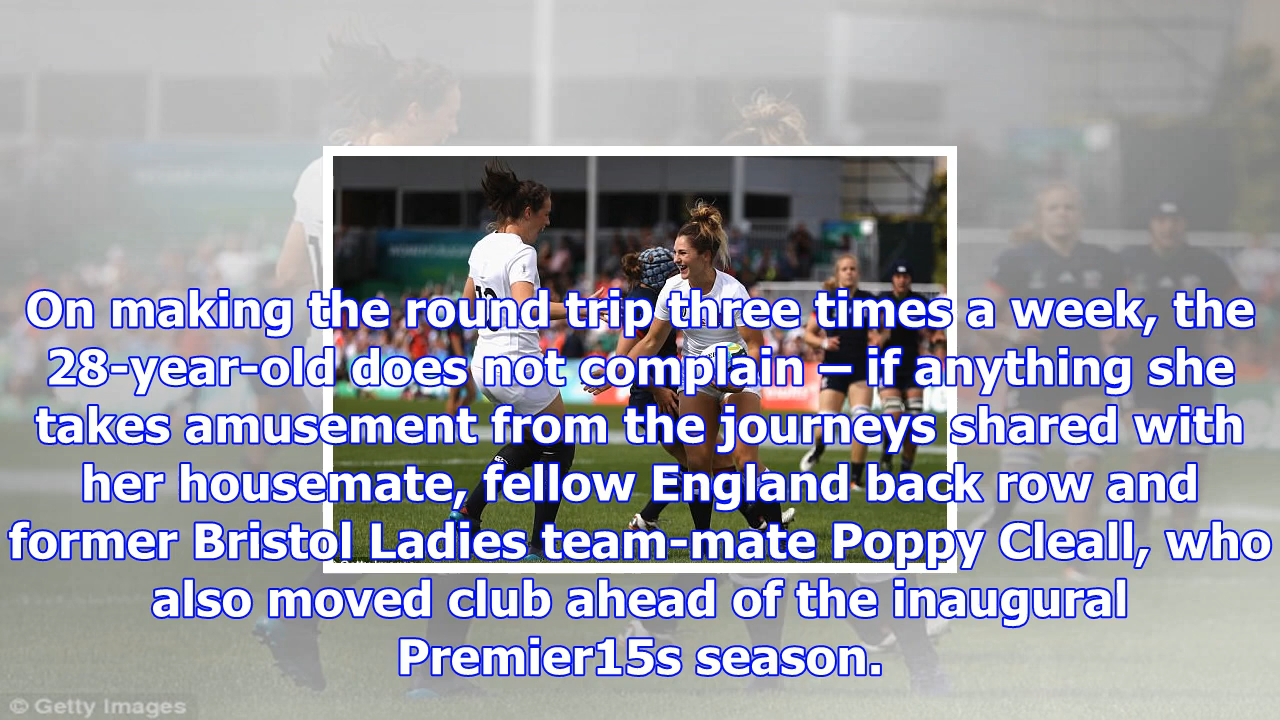 On making the round trip three times a week, the
28-year-old does not complain – if anything she
takes amusement from the journeys shared with
her housemate, fellow England back row and
former Bristol Ladies team-mate Poppy Cleall, who
also moved club ahead of the inaugural
Premier15s season.
© Getty Images